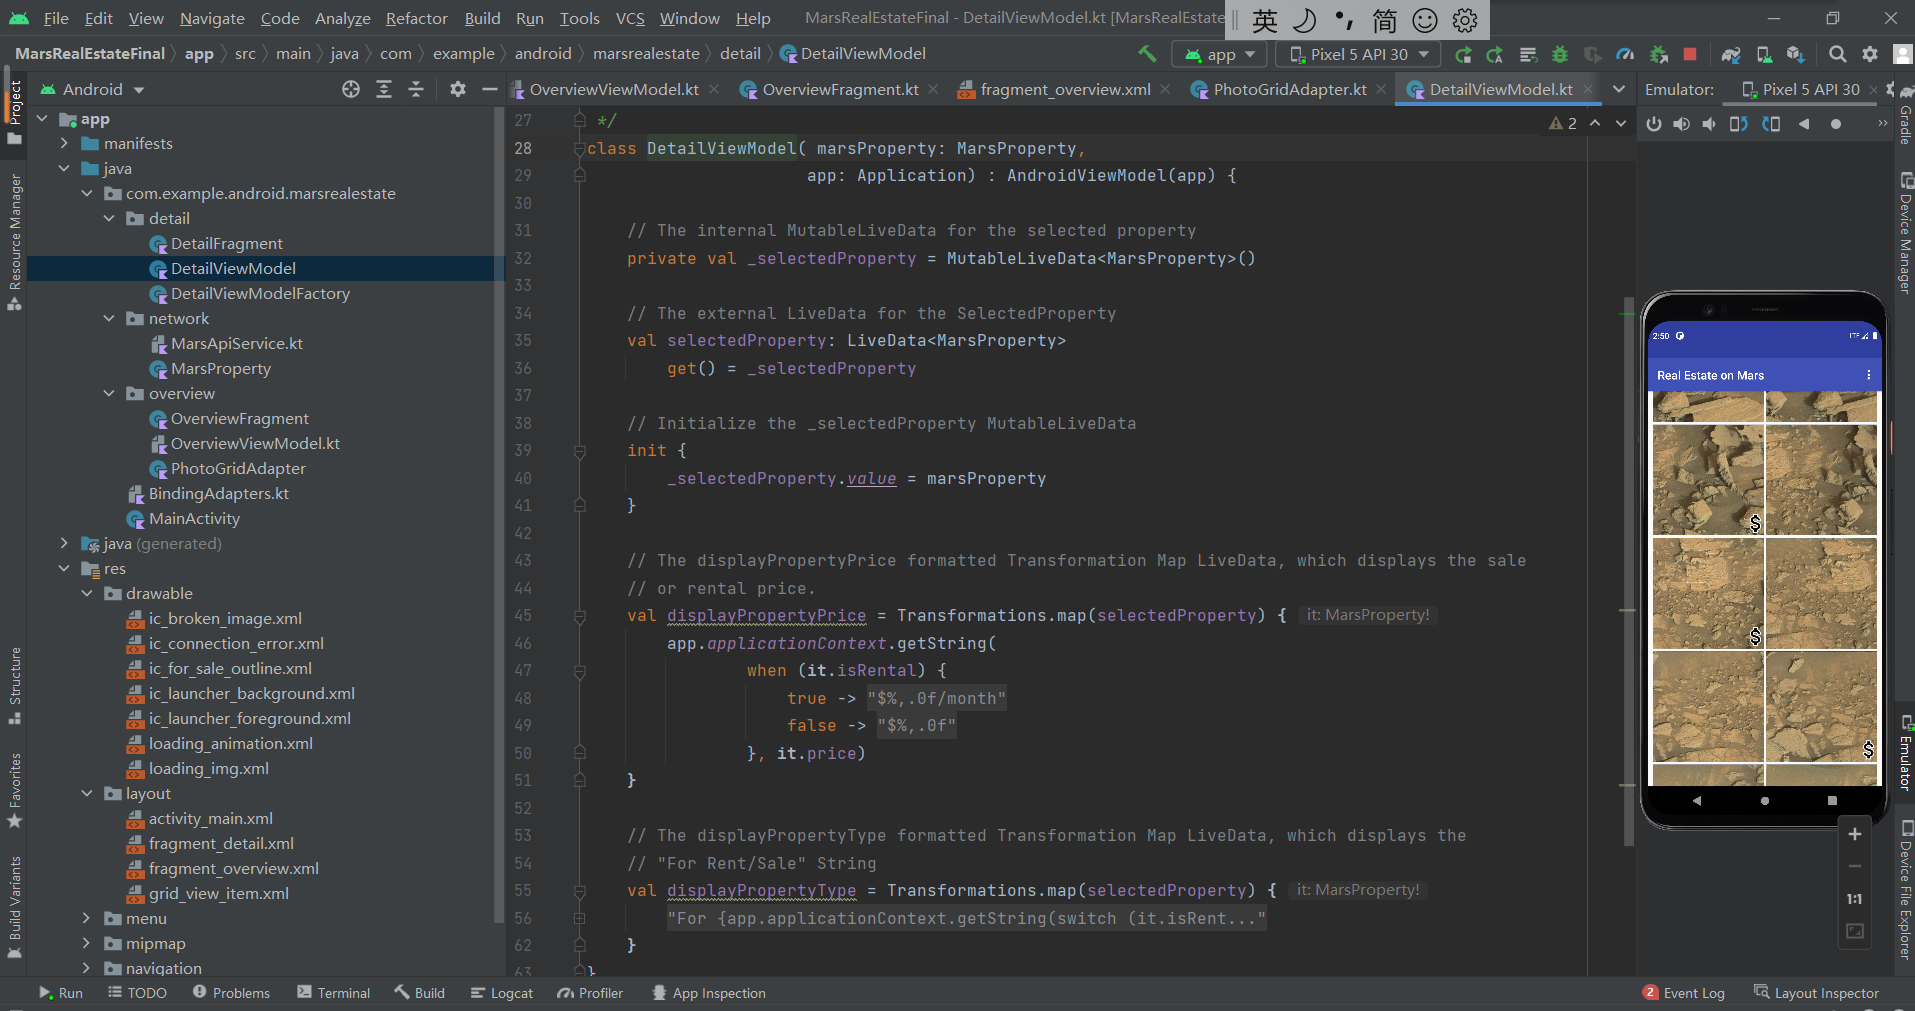 File Edit View Navigate Code Analyze Refactor Build Run Tools VCS Window Help MarsRealEstateFinal - DetailViewModel.kt [MarsRealEstate
英 简
MarsRealEstateFinal app src main java com example android marsrealestate detail DetailViewModel
app Pixel 5 API 30
Android
OverviewViewModel.kt OverviewFragment.kt fragment_overview.xml PhotoGridAdapter.kt DetailViewModel.kt
Emulator: Pixel 5 API 30
Project
Resource Manager
Structure
Favorites
Build Variants
app
manifests
java
com.example.android.marsrealestate
detail
DetailFragment
DetailViewModel
DetailViewModelFactory
network
MarsApiService.kt
MarsProperty
overview
OverviewFragment
OverviewViewModel.kt
PhotoGridAdapter
BindingAdapters.kt
MainActivity
java (generated)
res
drawable
ic_broken_image.xml
ic_connection_error.xml
ic_for_sale_outline.xml
ic_launcher_background.xml
ic_launcher_foreground.xml
loading_animation.xml
loading_img.xml
layout
activity_main.xml
fragment_detail.xml
fragment_overview.xml
grid_view_item.xml
menu
mipmap
navigation
2
27 */
28 class DetailViewModel( marsProperty: MarsProperty,
29 app: Application) : AndroidViewModel(app) {
30
31 // The internal MutableLiveData for the selected property
32 private val _selectedProperty = MutableLiveData<MarsProperty>()
33
34 // The external LiveData for the SelectedProperty
35 val selectedProperty: LiveData<MarsProperty>
36 get() = _selectedProperty
37
38 // Initialize the _selectedProperty MutableLiveData
39 init {
40 _selectedProperty.value = marsProperty
41 }
42
43 // The displayPropertyPrice formatted Transformation Map LiveData, which displays the sale
44 // or rental price.
45 val displayPropertyPrice = Transformations.map(selectedProperty) { it: MarsProperty!
46 app.applicationContext.getString(
47 when (it.isRental) {
48 true -> "$%,.0f/month"
49 false -> "$%,.0f"
50 }, it.price)
51 }
52
53 // The displayPropertyType formatted Transformation Map LiveData, which displays the
54 // "For Rent/Sale" String
55 val displayPropertyType = Transformations.map(selectedProperty) { it: MarsProperty!
56 "For {app.applicationContext.getString(switch (it.isRent..."
62 }
63 }
2:50 LTE
Real Estate on Mars
$
$
$
1:1
Gradle
Device Manager
Emulator
Device File Explorer
Run TODO Problems Terminal Build Logcat Profiler App Inspection 2 Event Log Layout Inspector